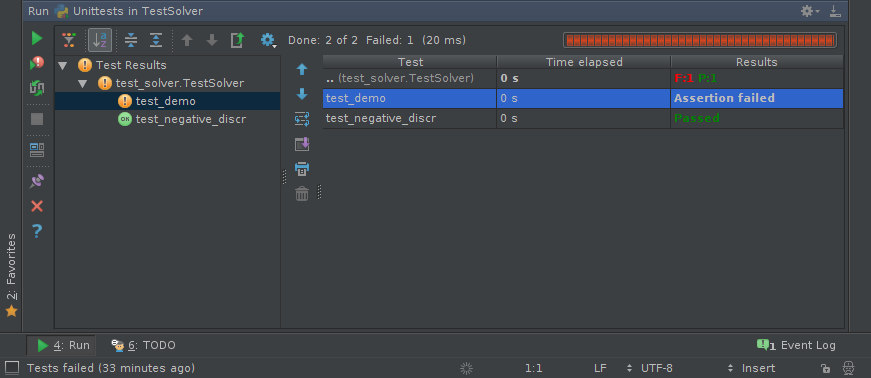 Run Unittests in TestSolver
Done: 2 of 2 Failed: 1 (20 ms)
Test Results
test_solver.TestSolver
test_demo
test_negative_discr
Test Time elapsed Results
.. (test_solver.TestSolver) 0 s F:1 P:1
test_demo 0 s Assertion failed
test_negative_discr 0 s Passed
2: Favorites
4: Run 6: TODO 1 Event Log
Tests failed (33 minutes ago) 1:1 LF UTF-8 Insert